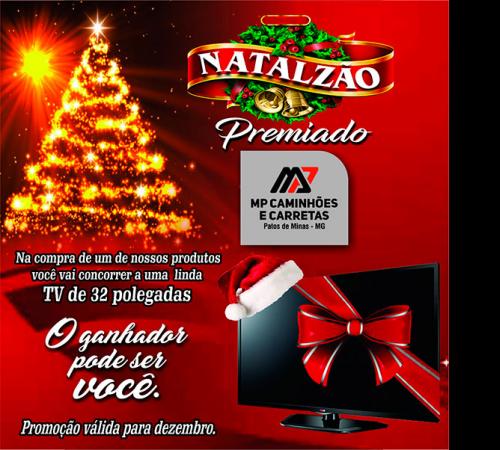 NATALZÃO
Premiado
MP CAMINHÕES
E CARRETAS
Patos de Minas - MG
Na compra de um de nossos produtos
você vai concorrer a uma linda
TV de 32 polegadas
O ganhador
pode ser
você.
Promoção válida para dezembro.